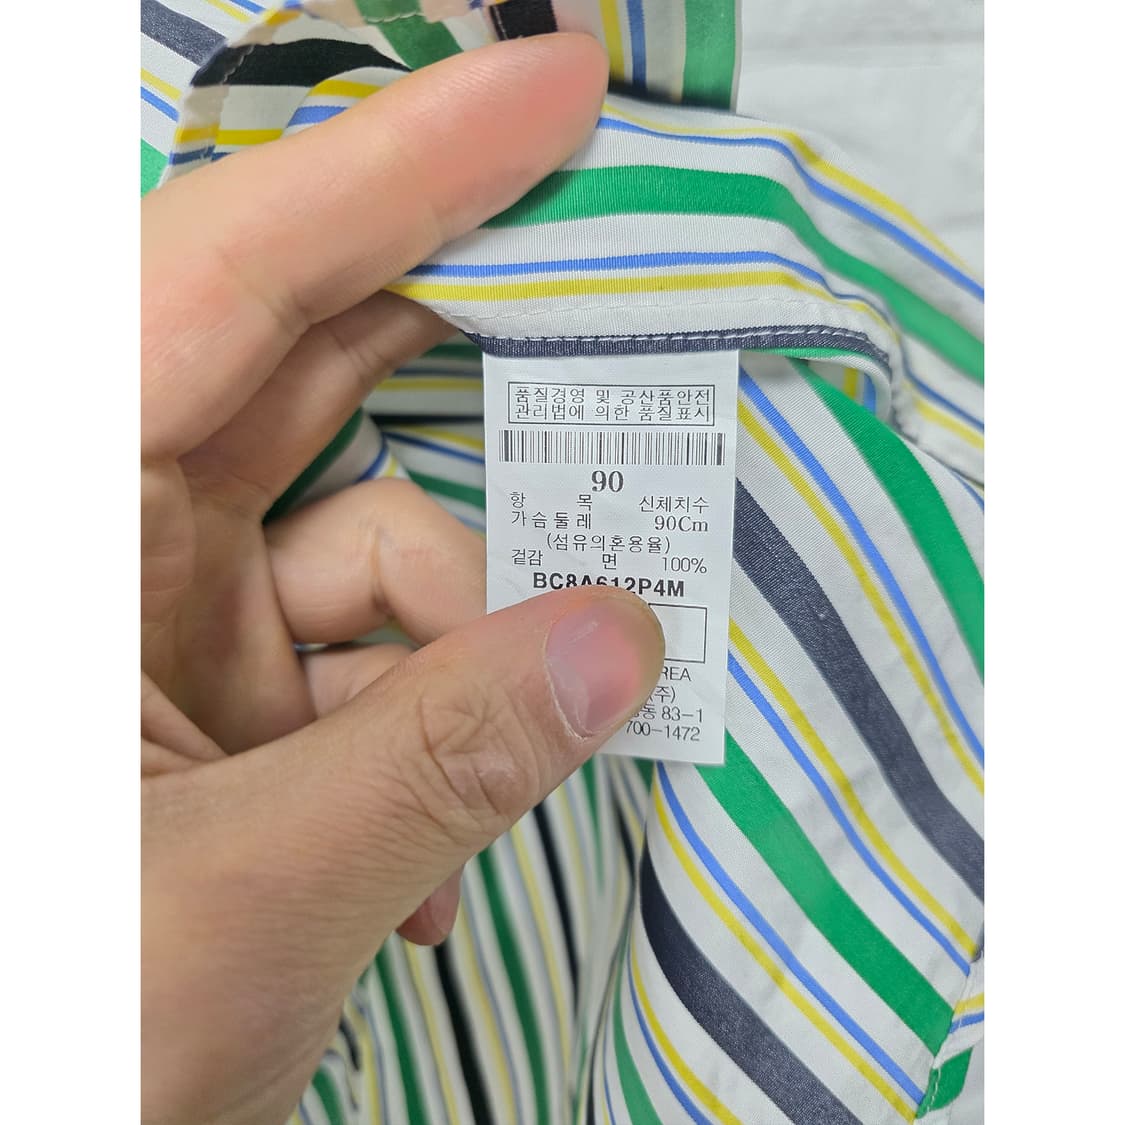 품질경영 및 공산품안전
관리법에 의한 품질표시
90
항 목 신체치수
가슴둘레 90Cm
(섬유의혼용율)
겉감 면 100%
BC8A612P4M
REA
(주)
동 83-1
700-1472